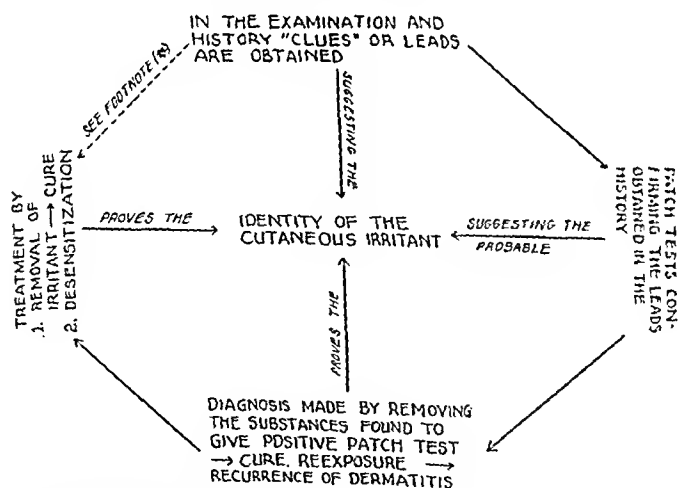 IN THE EXAMINATION AND
HISTORY "CLUES" OR LEADS
ARE OBTAINED
SEE FOOTNOTE(*)
SUGGESTING THE
TREATMENT BY
1. REMOVAL OF
IRRITANT → CURE
2. DESENSITIZATION
PROVES THE
IDENTITY OF THE
CUTANEOUS IRRITANT
SUGGESTING THE
PROBABLE
PATCH TESTS CON-
FIRMING THE LEADS
OBTAINED IN THE
HISTORY
PROVES THE
DIAGNOSIS MADE BY REMOVING
THE SUBSTANCES FOUND TO
GIVE POSITIVE PATCH TEST
→ CURE. REEXPOSURE →
RECURRENCE OF DERMATITIS